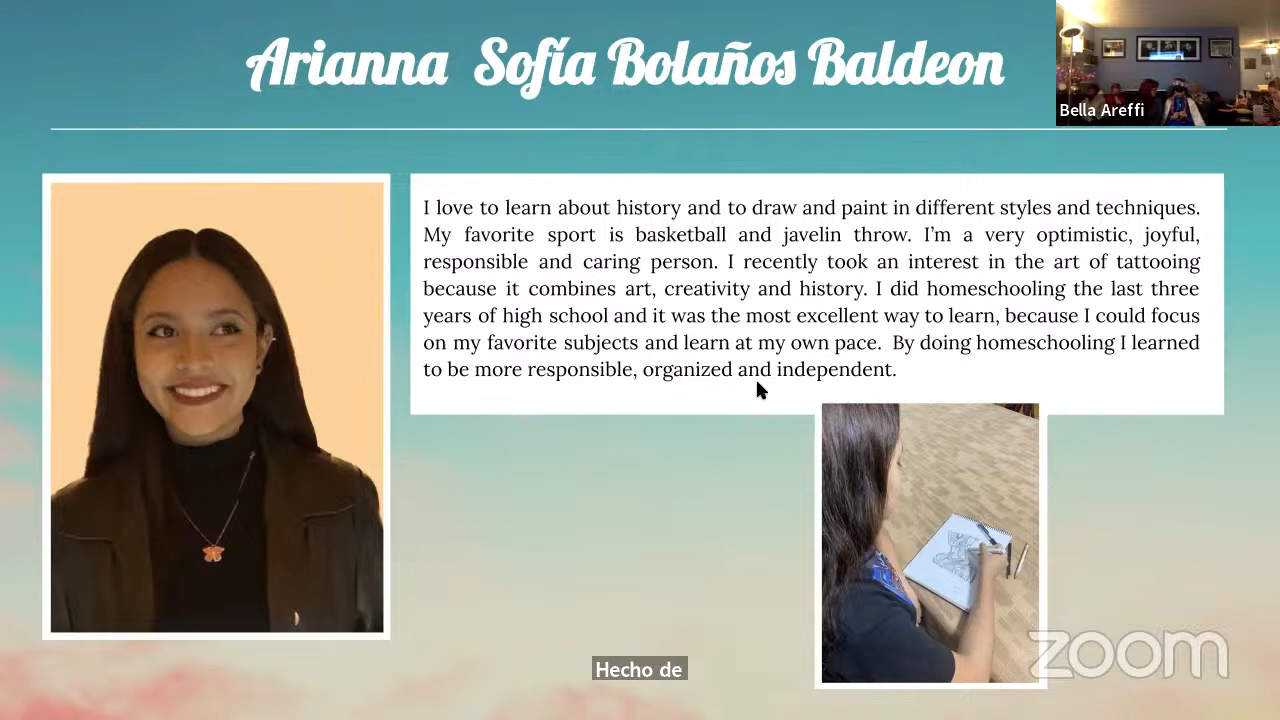 Arianna Sofía Bolaños Baldeon
Bella Areffi
I love to learn about history and to draw and paint in different styles and techniques.
My favorite sport is basketball and javelin throw. I'm a very optimistic, joyful,
responsible and caring person. I recently took an interest in the art of tattooing
because it combines art, creativity and history. I did homeschooling the last three
years of high school and it was the most excellent way to learn, because I could focus
on my favorite subjects and learn at my own pace. By doing homeschooling I learned
to be more responsible, organized and independent.
zoom
Hecho de